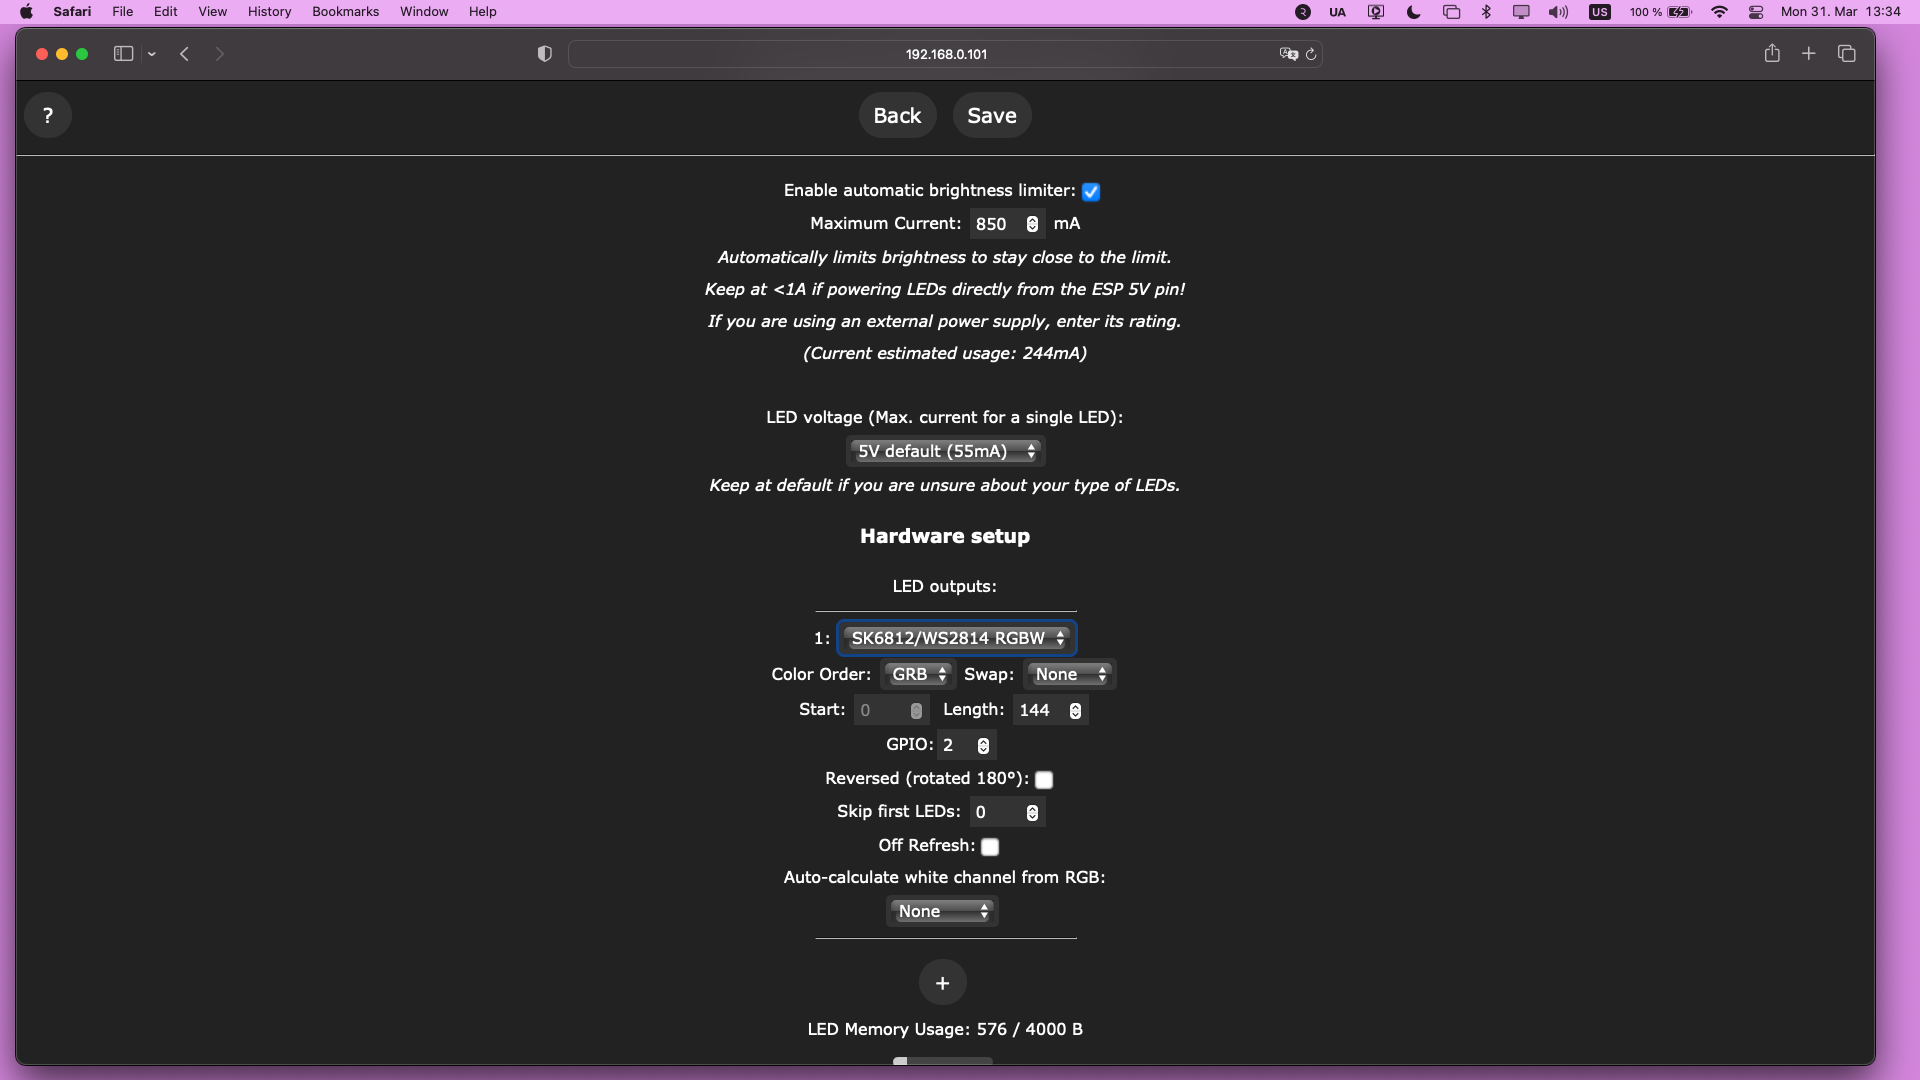 Safari File Edit View History Bookmarks Window Help UA US 100 % Mon 31. Mar 13:34
192.168.0.101
? Back Save
Enable automatic brightness limiter:
Maximum Current: 850 mA
Automatically limits brightness to stay close to the limit.
Keep at <1A if powering LEDs directly from the ESP 5V pin!
If you are using an external power supply, enter its rating.
(Current estimated usage: 244mA)
LED voltage (Max. current for a single LED):
5V default (55mA)
Keep at default if you are unsure about your type of LEDs.
Hardware setup
LED outputs:
1: SK6812/WS2814 RGBW
Color Order: GRB Swap: None
Start: 0 Length: 144
GPIO: 2
Reversed (rotated 180°):
Skip first LEDs: 0
Off Refresh:
Auto-calculate white channel from RGB:
None
+
LED Memory Usage: 576 / 4000 B